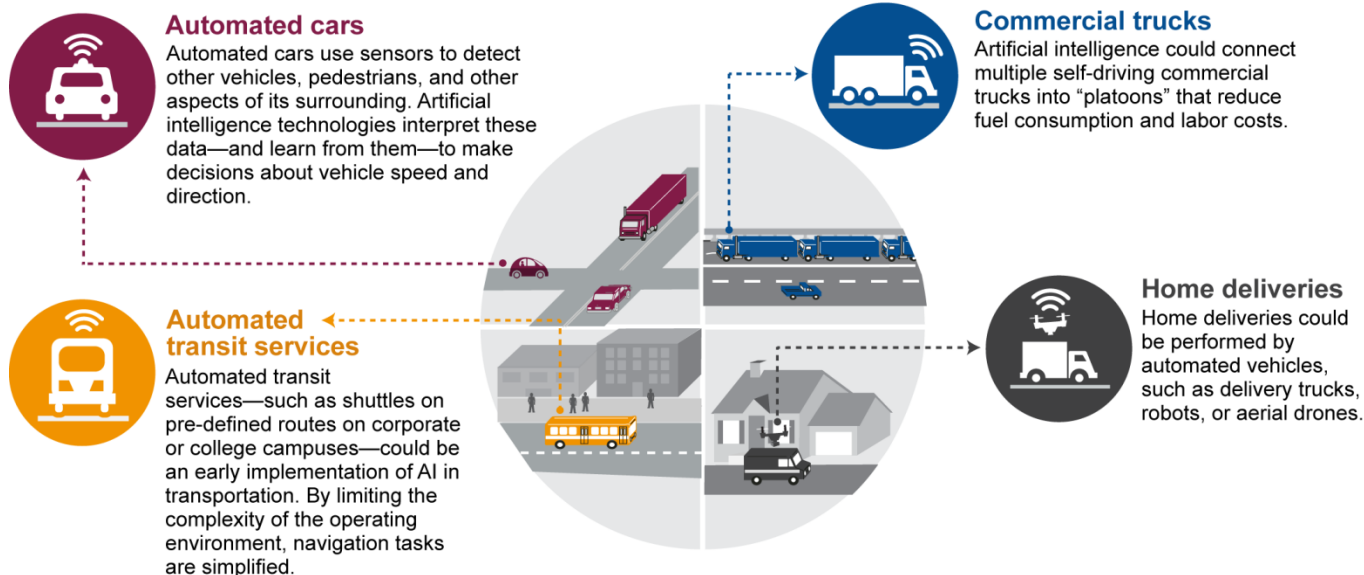 Automated cars
Automated cars use sensors to detect
other vehicles, pedestrians, and other
aspects of its surrounding. Artificial
intelligence technologies interpret these
data—and learn from them—to make
decisions about vehicle speed and
direction.
Commercial trucks
Artificial intelligence could connect
multiple self-driving commercial
trucks into “platoons” that reduce
fuel consumption and labor costs.
Automated
transit services
Automated transit
services—such as shuttles on
pre-defined routes on corporate
or college campuses—could be
an early implementation of AI in
transportation. By limiting the
complexity of the operating
environment, navigation tasks
are simplified.
Home deliveries
Home deliveries could
be performed by
automated vehicles,
such as delivery trucks,
robots, or aerial drones.